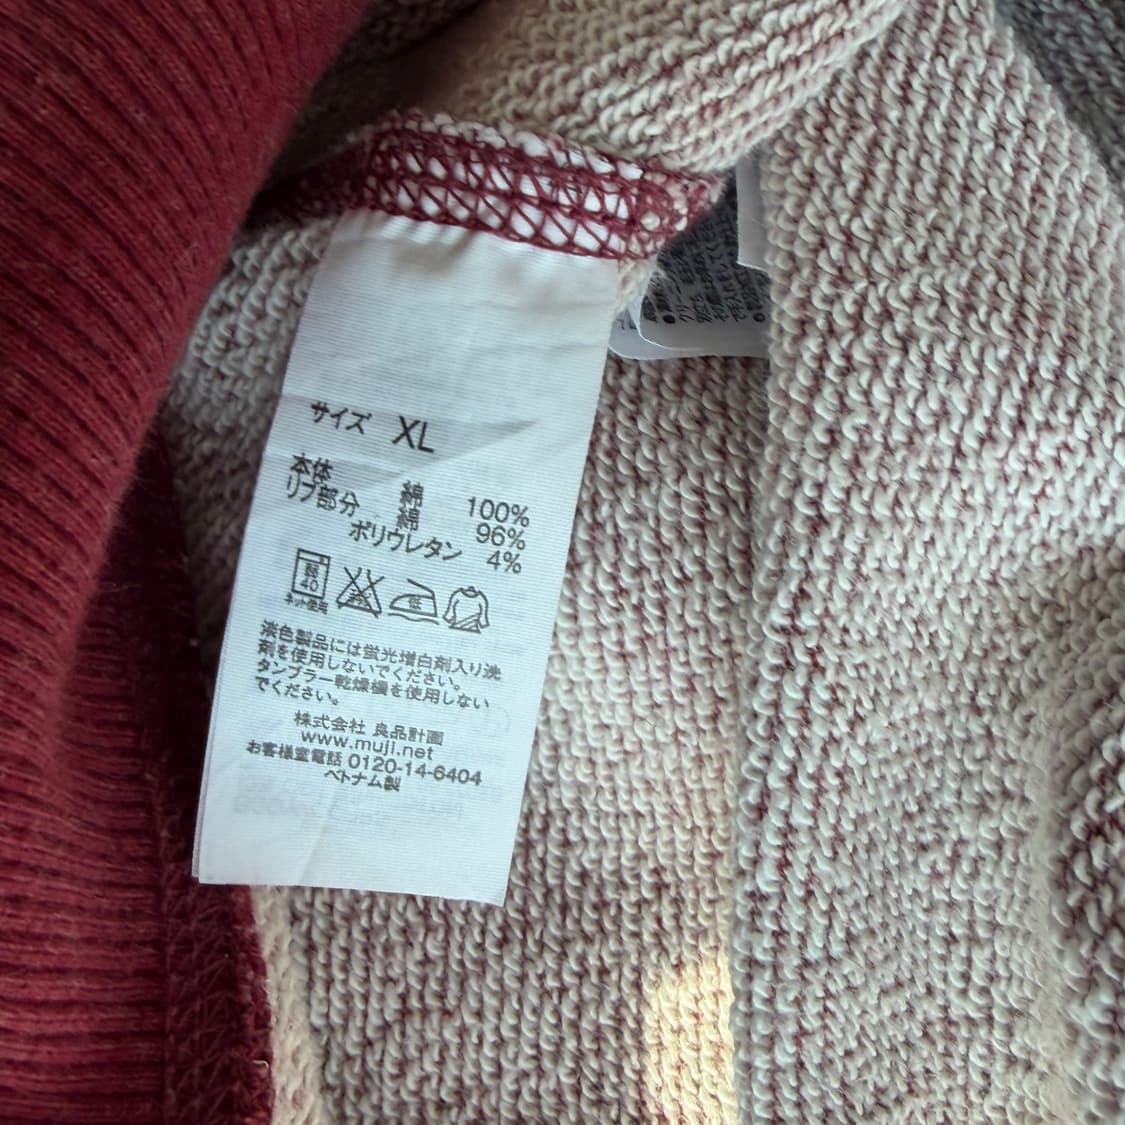 サイズ XL
本体 綿 100%
リブ部分 綿 96%
ポリウレタン 4%
弱
40
ネット使用
低
染色製品には蛍光増白剤入り洗
剤を使用しないでください。
タンブラー乾燥機を使用しない
でください。
株式会社 良品計画
www.muji.net
お客様室電話 0120-14-6404
ベトナム製